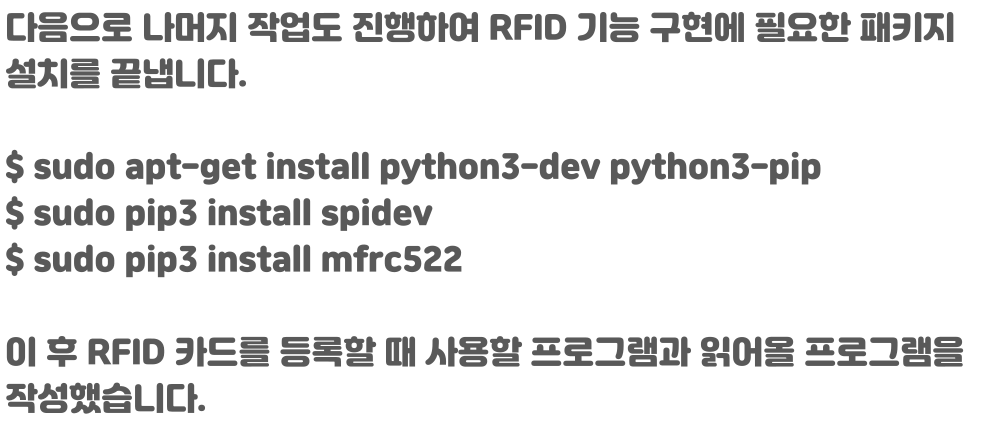 다음으로 나머지 작업도 진행하여 RFID 기능 구현에 필요한 패키지
설치를 끝냅니다.
$ sudo apt-get install python3-dev python3-pip
$ sudo pip3 install spidev
$ sudo pip3 install mfrc522
이 후 RFID 카드를 등록할 때 사용할 프로그램과 읽어올 프로그램을
작성했습니다.